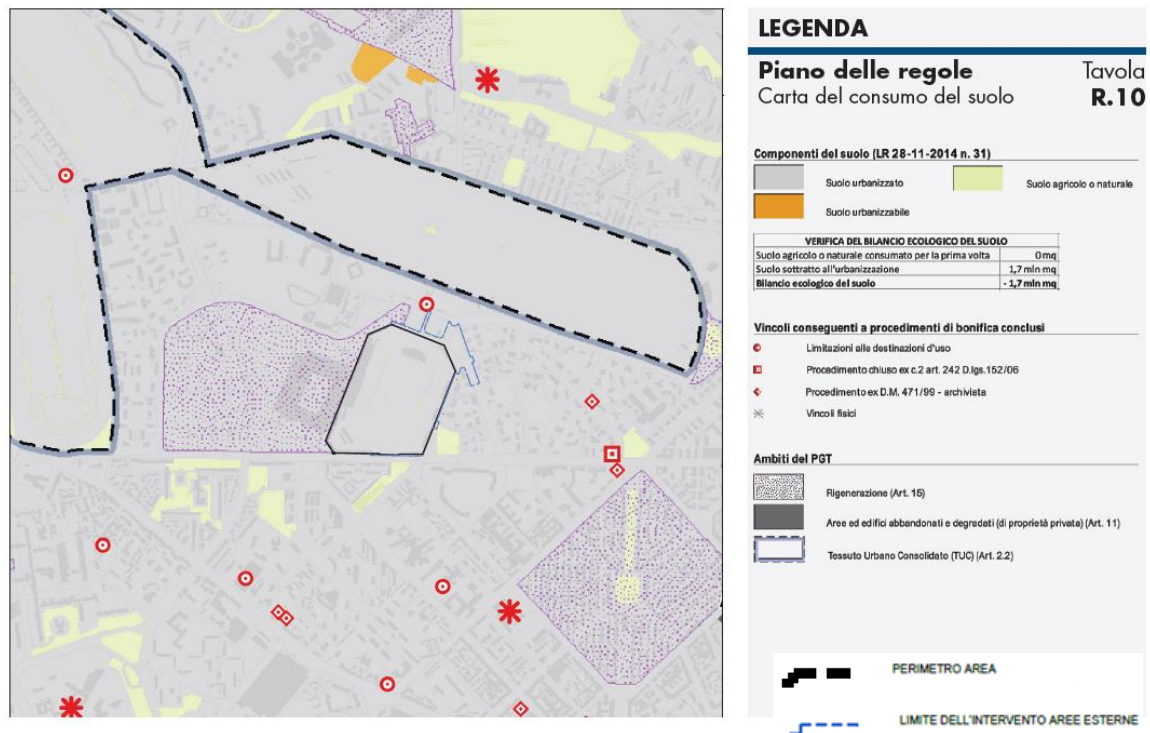 LEGENDA
Piano delle regole Tavola
Carta del consumo del suolo R.10
Componenti del suolo (LR 28-11-2014 n. 31)
Suolo urbanizzato Suolo agricolo o naturale
Suolo urbanizzabile
VERIFICA DEL BILANCIO ECOLOGICO DEL SUOLO
Suolo agricolo o naturale consumato per la prima volta 0 mq
Suolo sottratto all'urbanizzazione 1,7 mln mq
Bilancio ecologico del suolo - 1,7 mln mq
Vincoli conseguenti a procedimenti di bonifica conclusi
Limitazioni alle destinazioni d'uso
Procedimento chiuso ex c.2 art. 242 D.lgs.152/06
Procedimento ex D.M. 471/99 - archiviata
Vincoli fisici
Ambiti del PGT
Rigenerazione (Art. 15)
Aree ed edifici abbandonati e degradati (di proprietà privata) (Art. 11)
Tessuto Urbano Consolidato (TUC) (Art. 2.2)
PERIMETRO AREA
LIMITE DELL'INTERVENTO AREE ESTERNE